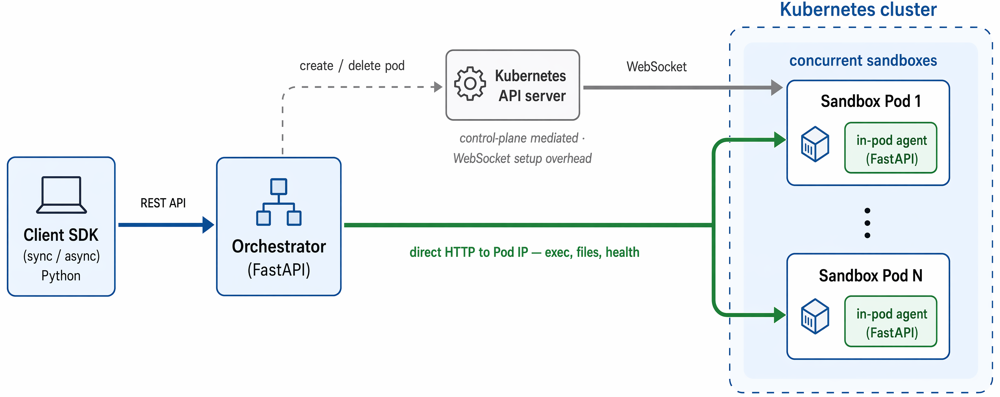 Kubernetes cluster
create / delete pod
Kubernetes
API server
WebSocket
control-plane mediated ·
WebSocket setup overhead
concurrent sandboxes
Sandbox Pod 1
in-pod agent
(FastAPI)
Client SDK
(sync / async)
Python
REST API
Orchestrator
(FastAPI)
direct HTTP to Pod IP — exec, files, health
Sandbox Pod N
in-pod agent
(FastAPI)